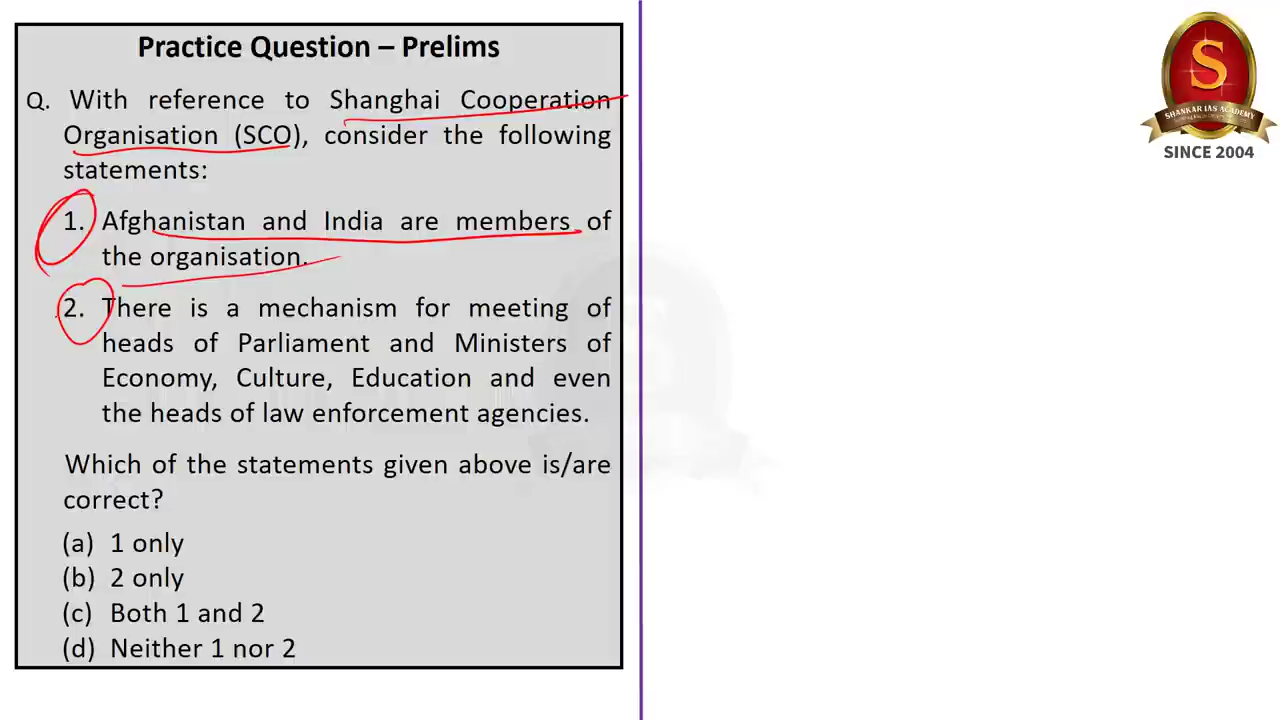 Practice Question – Prelims
Q. With reference to Shanghai Cooperation
Organisation (SCO), consider the following
statements:
1. Afghanistan and India are members of
the organisation.
2. There is a mechanism for meeting of
heads of Parliament and Ministers of
Economy, Culture, Education and even
the heads of law enforcement agencies.
Which of the statements given above is/are
correct?
(a) 1 only
(b) 2 only
(c) Both 1 and 2
(d) Neither 1 nor 2
S
SHANKAR IAS ACADEMY
SINCE 2004